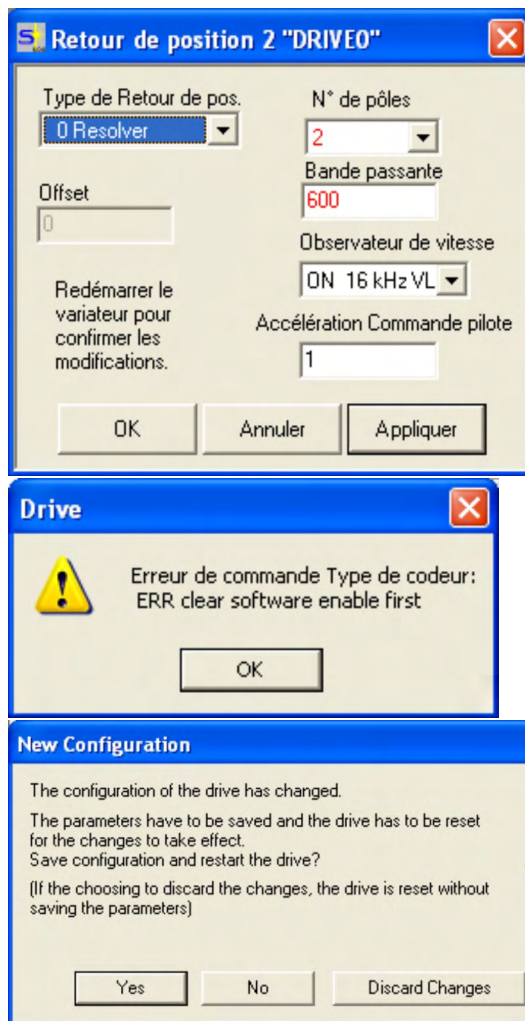 Retour de position 2 "DRIVE0"
Type de Retour de pos.
0 Resolver
N° de pôles
2
Bande passante
600
Offset
0
Observateur de vitesse
ON 16 kHz VL
Redémarrer le
variateur pour
confirmer les
modifications.
Accélération Commande pilote
1
OK
Annuler
Appliquer
Drive
Erreur de commande Type de codeur:
ERR clear software enable first
OK
New Configuration
The configuration of the drive has changed.
The parameters have to be saved and the drive has to be reset
for the changes to take effect.
Save configuration and restart the drive?
(If the choosing to discard the changes, the drive is reset without
saving the parameters)
Yes
No
Discard Changes